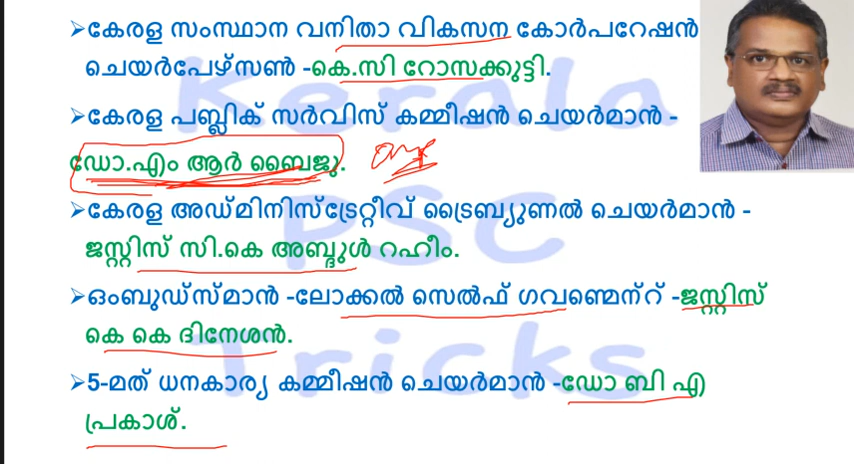 ➢കേരള സംസ്ഥാന വനിതാ വികസന കോർപറേഷൻ
ചെയർപേഴ്സൺ -കെ.സി റോസക്കുട്ടി.
➢കേരള പബ്ലിക് സർവിസ് കമ്മീഷൻ ചെയർമാൻ -
ഡോ.എം ആർ ബൈജു.
➢കേരള അഡ്മിനിസ്ട്രേറ്റീവ് ട്രൈബ്യുണൽ ചെയർമാൻ -
ജസ്റ്റിസ് സി.കെ അബ്ദുൾ റഹീം.
➢ഒംബുഡ്സ്മാൻ -ലോക്കൽ സെൽഫ് ഗവണ്മെന്റ് -ജസ്റ്റിസ്
കെ കെ ദിനേശൻ.
➢5-മത് ധനകാര്യ കമ്മീഷൻ ചെയർമാൻ -ഡോ ബി എ
പ്രകാശ്.
Kerala
PSC
Tricks